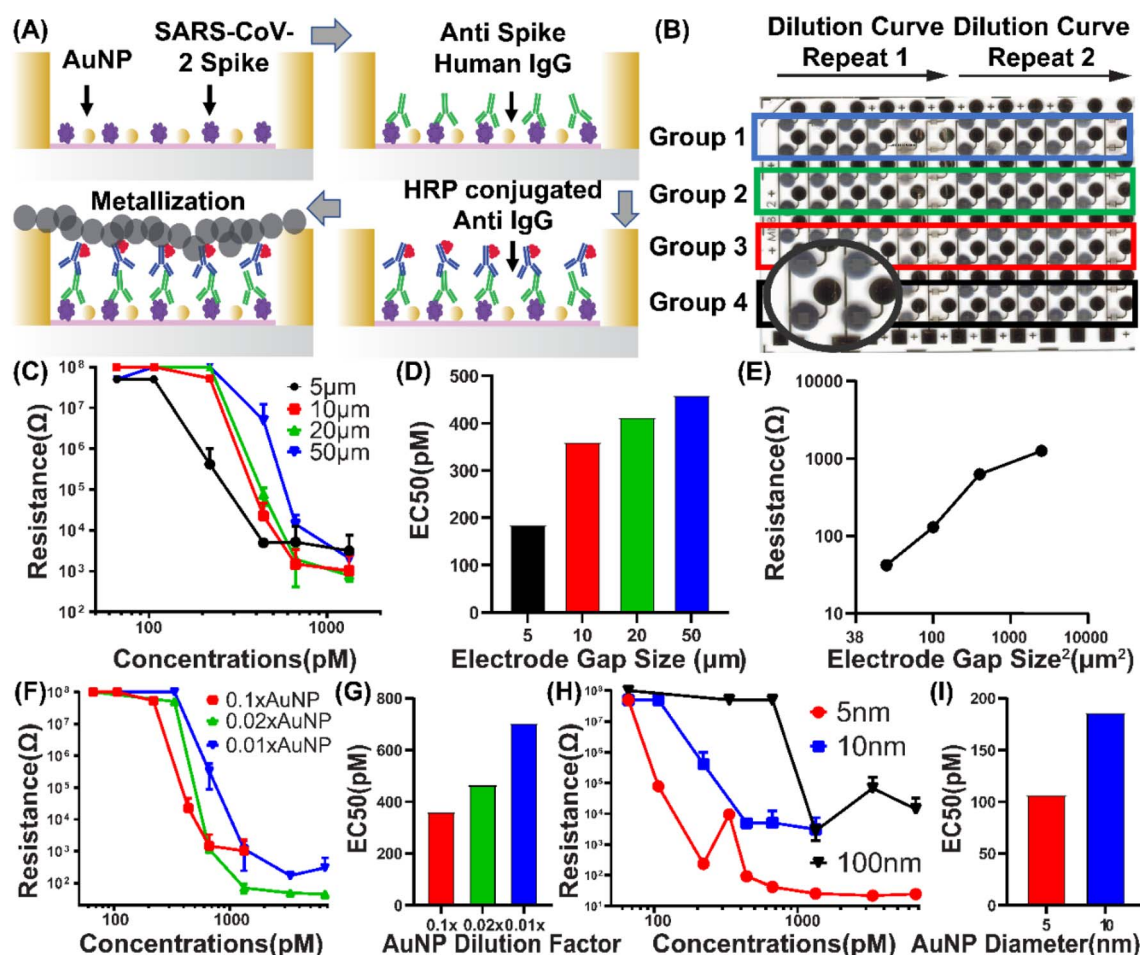 (A)
AuNP
SARS-CoV-
2 Spike
Anti Spike
Human IgG
Metallization
HRP conjugated
Anti IgG
(B)
Dilution Curve
Repeat 1
Dilution Curve
Repeat 2
Group 1
Group 2
Group 3
Group 4
(C)
Resistance(Ω)
10⁸
10⁷
10⁶
10⁵
10⁴
10³
10²
100
1000
Concentrations(pM)
5µm
10µm
20µm
50µm
(D)
EC50(pM)
500
400
300
200
100
0
5
10
20
50
Electrode Gap Size (µm)
(E)
Resistance(Ω)
10000
1000
100
10
38
100
1000
10000
Electrode Gap Size²(µm²)
(F)
Resistance(Ω)
10⁸
10⁷
10⁶
10⁵
10⁴
10³
10²
100
1000
Concentrations(pM)
0.1xAuNP
0.02xAuNP
0.01xAuNP
(G)
EC50(pM)
800
600
400
200
0
0.1x
0.02x
0.01x
AuNP Dilution Factor
(H)
Resistance(Ω)
10⁷
10⁶
10⁵
10⁴
10³
10²
10¹
100
1000
Concentrations(pM)
5nm
10nm
100nm
(I)
EC50(pM)
200
150
100
50
0
5
10
AuNP Diameter(nm)